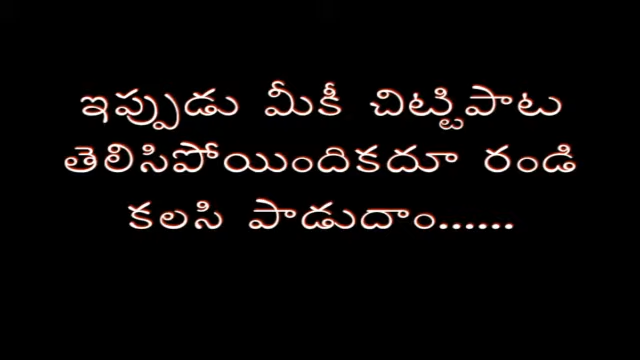 ఇప్పుడు మీకీ చిట్టిపాట
తెలిసిపోయిందికదూ రండి
కలసి పాడుదాం......